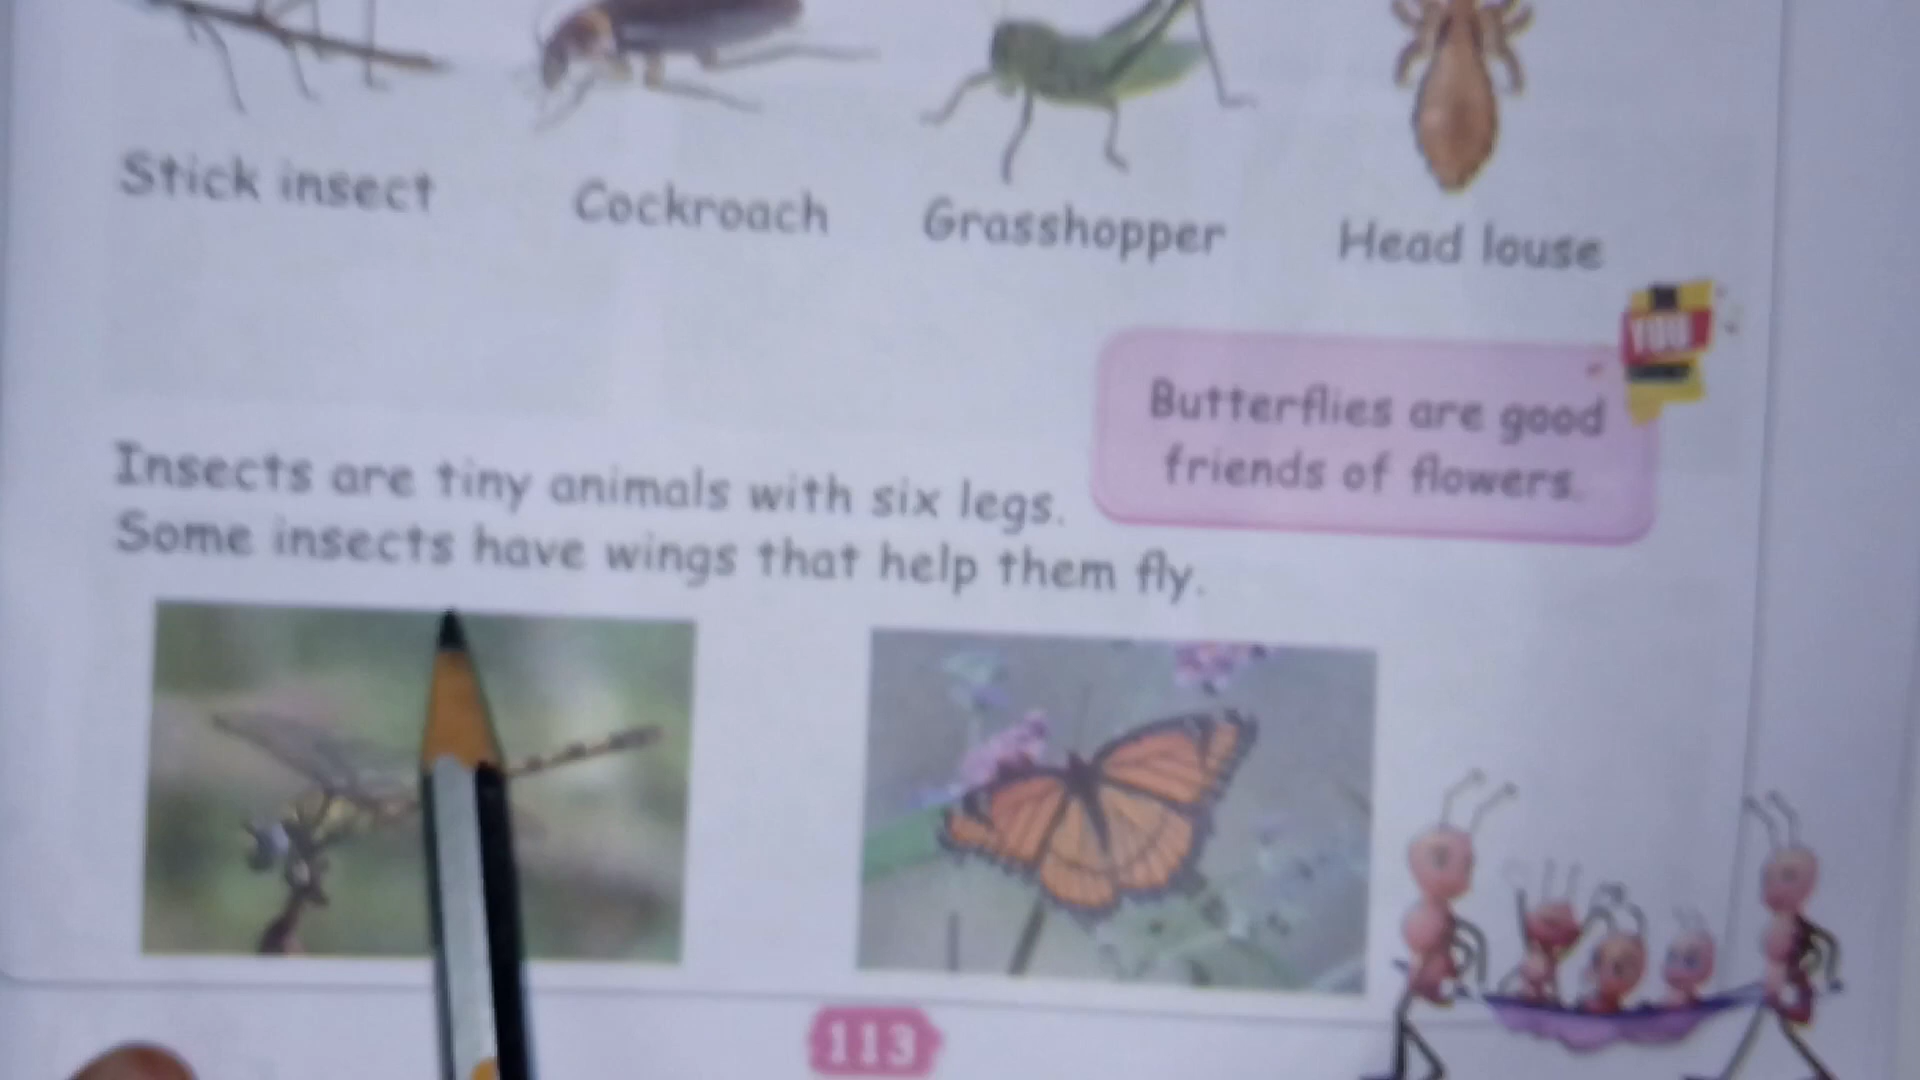 Stick insect
Cockroach
Grasshopper
Head louse
YOU
Butterflies are good
friends of flowers.
Insects are tiny animals with six legs.
Some insects have wings that help them fly.
113